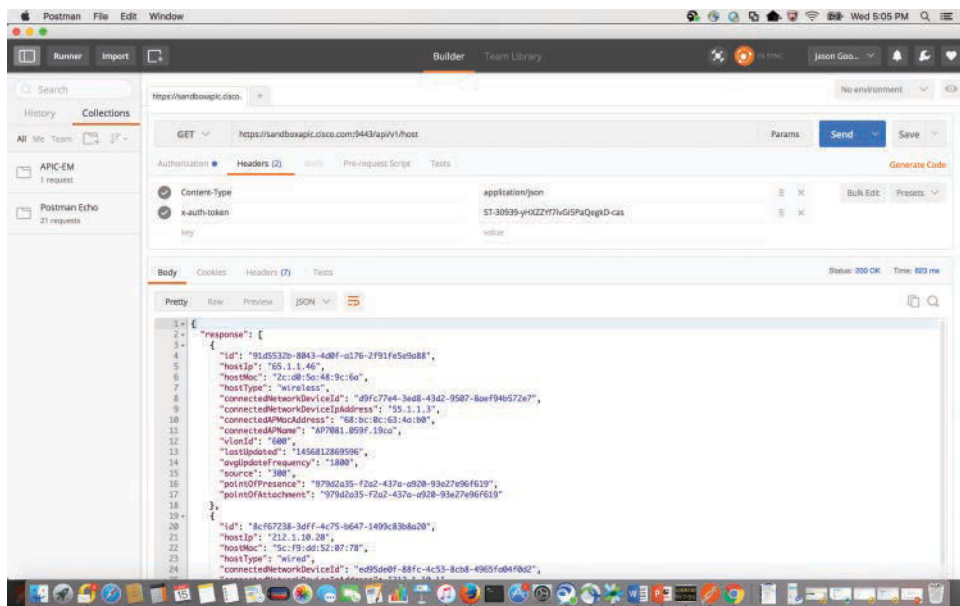 Postman File Edit Window Wed 5:05 PM
Runner Import Builder Team Library IN SYNC Jason Goo...
Search https://sandboxapic.cisco. No environment
History Collections
All Me Team GET https://sandboxapic.cisco.com:9443/api/v1/host Params Send Save
APIC-EM
1 request
Authorization Headers (2) Body Pre-request Script Tests Generate Code
Content-Type application/json Bulk Edit Presets
Postman Echo
21 requests
x-auth-token
key value
Body Cookies Headers (7) Tests Status: 200 OK Time: 823 ms
Pretty Raw Preview JSON
1 {
2 "response": [
3 {
4 "id": "91d5532b-8043-4d0f-a176-2f91fe5e9a88",
5 "hostIp": "65.1.1.46",
6 "hostMac": "2c:d0:5a:48:9c:6a",
7 "hostType": "wireless",
8 "connectedNetworkDeviceId": "d9fc77e4-3ed8-43d2-9507-8aef94b572e7",
9 "connectedNetworkDeviceIpAddress": "55.1.1.3",
10 "connectedAPMacAddress": "68:bc:0c:63:4a:b0",
11 "connectedAPName": "AP7081.059f.19ca",
12 "vlanId": "600",
13 "lastUpdated": "1456812869596",
14 "avgUpdateFrequency": "1800",
15 "source": "300",
16 "pointOfPresence": "979d2a35-f2a2-437a-a920-93e27e96f619",
17 "pointOfAttachment": "979d2a35-f2a2-437a-a920-93e27e96f619"
18 },
19 {
20 "id": "8cf67238-3dff-4c75-b647-1499c83b8a20",
21 "hostIp": "212.1.10.20",
22 "hostMac": "5c:f9:dd:52:07:78",
23 "hostType": "wired",
24 "connectedNetworkDeviceId": "ed95de0f-88fc-4c53-8cb8-4965fa04f0d2",